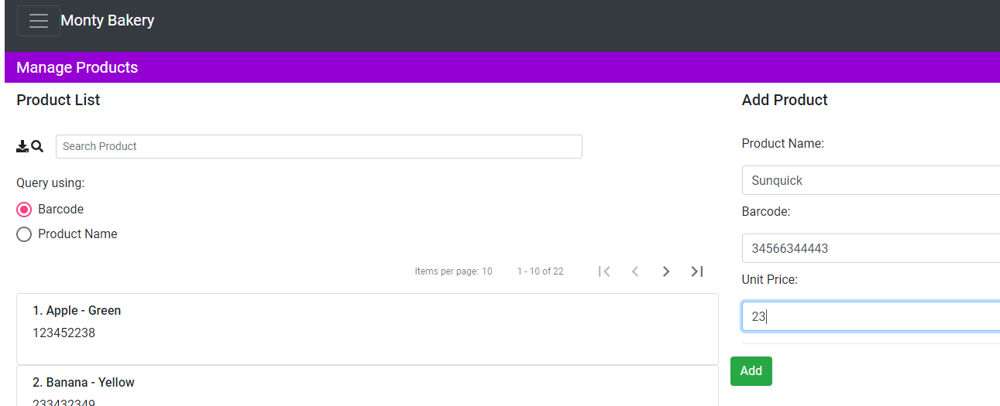 Monty Bakery
Manage Products
Product List
Search Product
Query using:
Barcode
Product Name
Items per page: 10 1 - 10 of 22
1. Apple - Green
123452238
2. Banana - Yellow
233432349
Add Product
Product Name:
Sunquick
Barcode:
34566344443
Unit Price:
23
Add